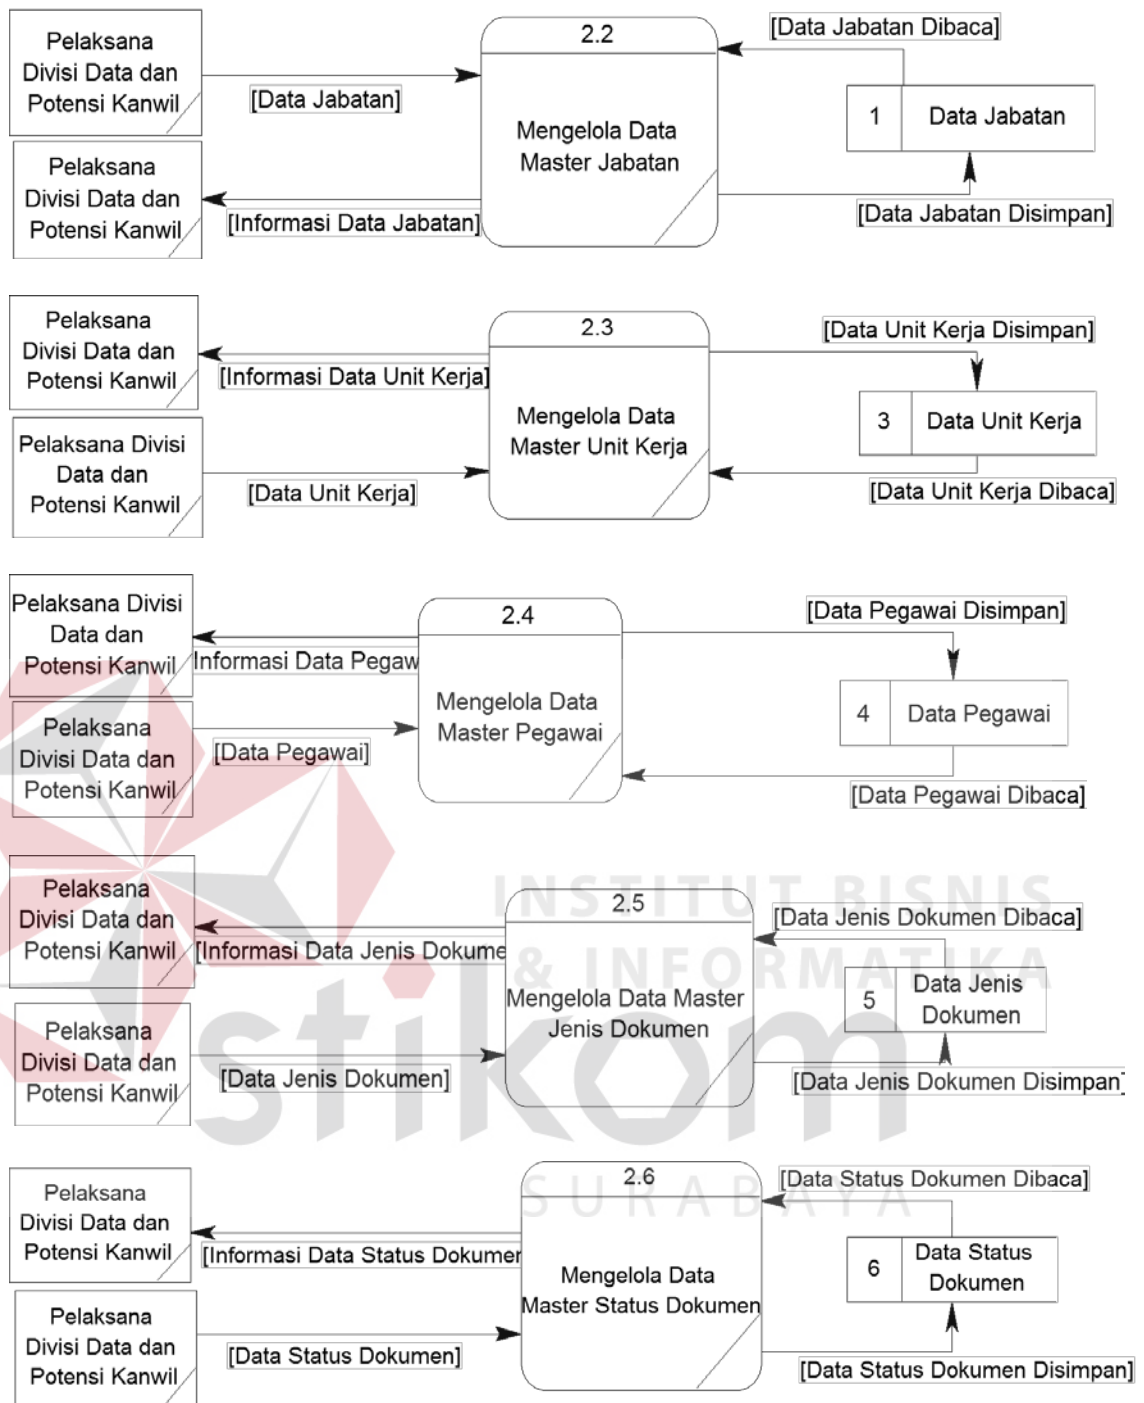 Pelaksana
Divisi Data dan
Potensi Kanwil
[Data Jabatan]
Pelaksana
Divisi Data dan
Potensi Kanwil
[Informasi Data Jabatan]
2.2
Mengelola Data
Master Jabatan
[Data Jabatan Dibaca]
1
Data Jabatan
[Data Jabatan Disimpan]
Pelaksana
Divisi Data dan
Potensi Kanwil
[Informasi Data Unit Kerja]
Pelaksana Divisi
Data dan
Potensi Kanwil
[Data Unit Kerja]
2.3
Mengelola Data
Master Unit Kerja
[Data Unit Kerja Disimpan]
3
Data Unit Kerja
[Data Unit Kerja Dibaca]
Pelaksana Divisi
Data dan
Potensi Kanwil
Informasi Data Pegaw
Pelaksana
Divisi Data dan
Potensi Kanwil
[Data Pegawai]
2.4
Mengelola Data
Master Pegawai
[Data Pegawai Disimpan]
4
Data Pegawai
[Data Pegawai Dibaca]
Pelaksana
Divisi Data dan
Potensi Kanwil
[Informasi Data Jenis Dokume
Pelaksana
Divisi Data dan
Potensi Kanwil
[Data Jenis Dokumen]
2.5
Mengelola Data Master
Jenis Dokumen
[Data Jenis Dokumen Dibaca]
5
Data Jenis
Dokumen
[Data Jenis Dokumen Disimpan]
Pelaksana
Divisi Data dan
Potensi Kanwil
[Informasi Data Status Dokumen
Pelaksana
Divisi Data dan
Potensi Kanwil
[Data Status Dokumen]
2.6
Mengelola Data
Master Status Dokumen
[Data Status Dokumen Dibaca]
6
Data Status
Dokumen
[Data Status Dokumen Disimpan]
INSTITUT BISNIS
& INFORMATIKA
stikom
SURABAYA